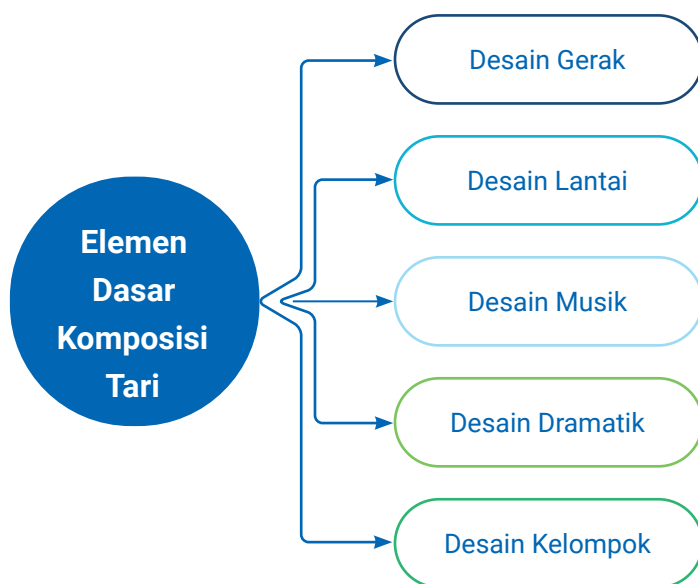 Elemen
Dasar
Komposisi
Tari
Desain Gerak
Desain Lantai
Desain Musik
Desain Dramatik
Desain Kelompok